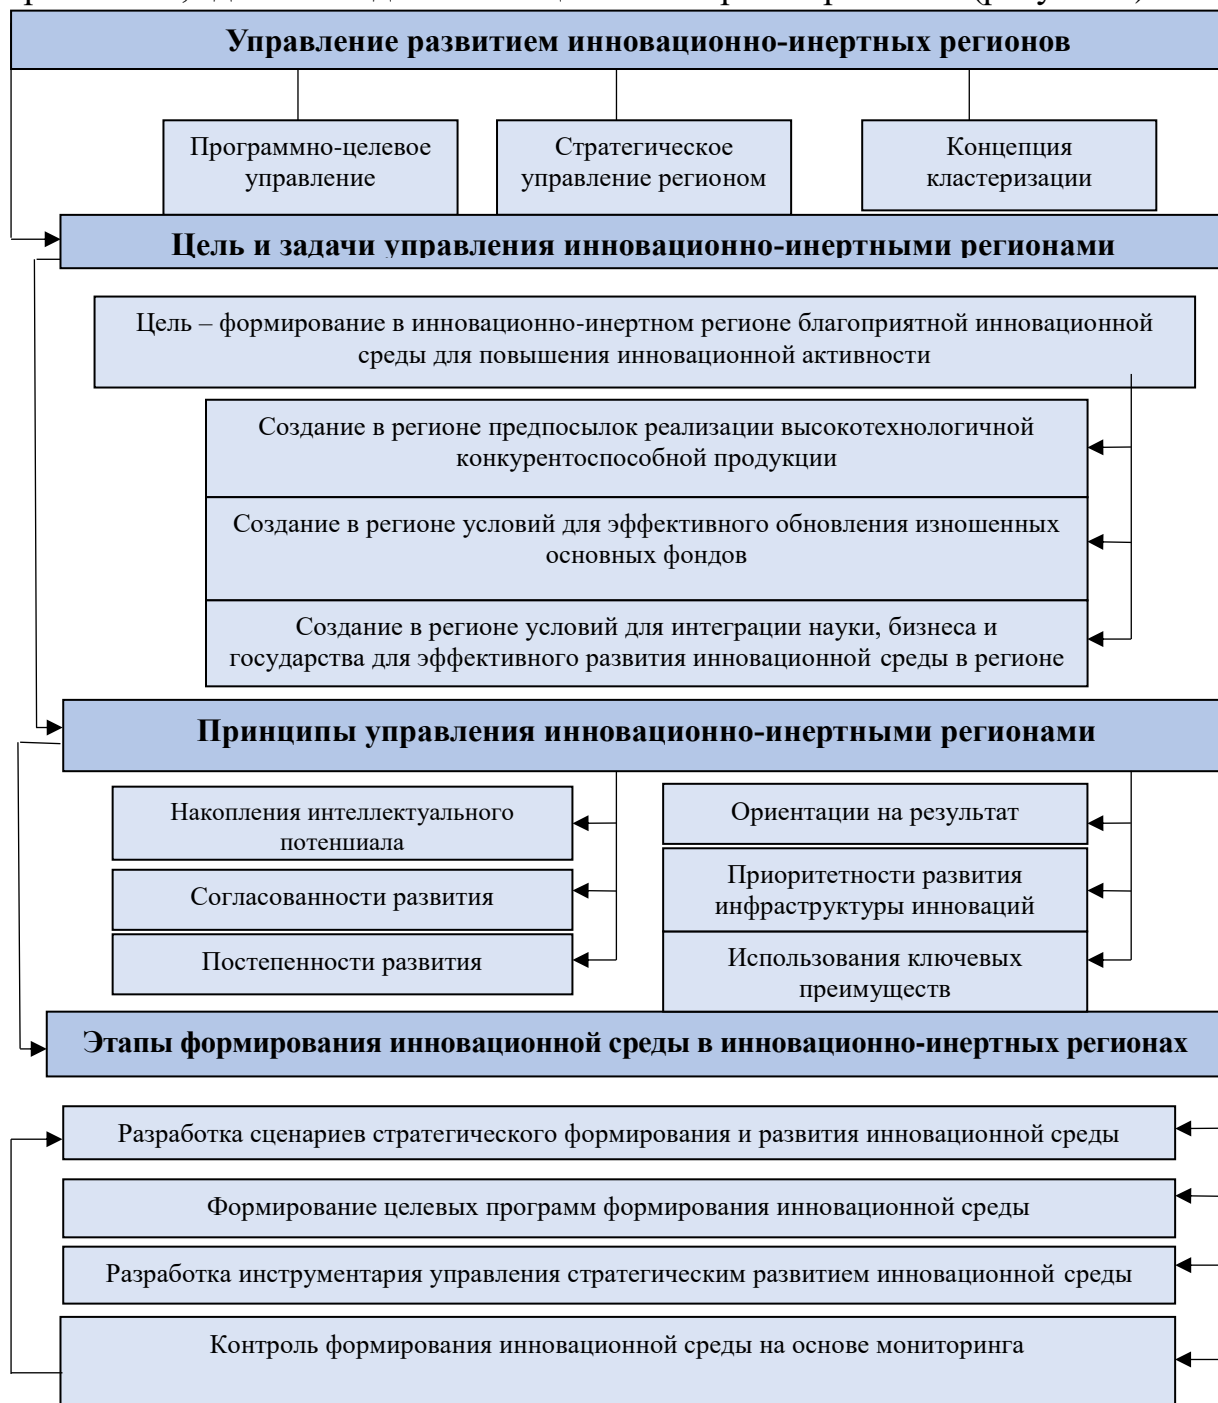 Управление развитием инновационно-инертных регионов
Программно-целевое
управление
Стратегическое
управление регионом
Концепция
кластеризации
Цель и задачи управления инновационно-инертными регионами
Цель – формирование в инновационно-инертном регионе благоприятной инновационной
среды для повышения инновационной активности
Создание в регионе предпосылок реализации высокотехнологичной
конкурентоспособной продукции
Создание в регионе условий для эффективного обновления изношенных
основных фондов
Создание в регионе условий для интеграции науки, бизнеса и
государства для эффективного развития инновационной среды в регионе
Принципы управления инновационно-инертными регионами
Накопления интеллектуального
потенциала
Согласованности развития
Постепенности развития
Ориентации на результат
Приоритетности развития
инфраструктуры инноваций
Использования ключевых
преимуществ
Этапы формирования инновационной среды в инновационно-инертных регионах
Разработка сценариев стратегического формирования и развития инновационной среды
Формирование целевых программ формирования инновационной среды
Разработка инструментария управления стратегическим развитием инновационной среды
Контроль формирования инновационной среды на основе мониторинга